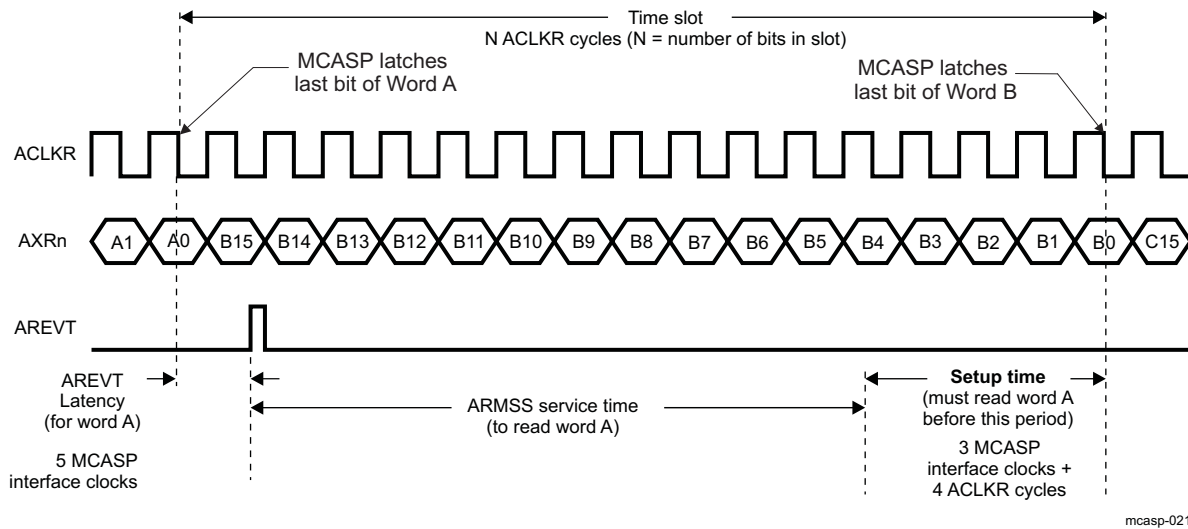 Time slot
N ACLKR cycles (N = number of bits in slot)
MCASP latches
last bit of Word A
MCASP latches
last bit of Word B
ACLKR
AXRn
A1 A0 B15 B14 B13 B12 B11 B10 B9 B8 B7 B6 B5 B4 B3 B2 B1 B0 C15
AREVT
AREVT
Latency
(for word A)
5 MCASP
interface clocks
ARMSS service time
(to read word A)
Setup time
(must read word A
before this period)
3 MCASP
interface clocks +
4 ACLKR cycles
mcasp-021